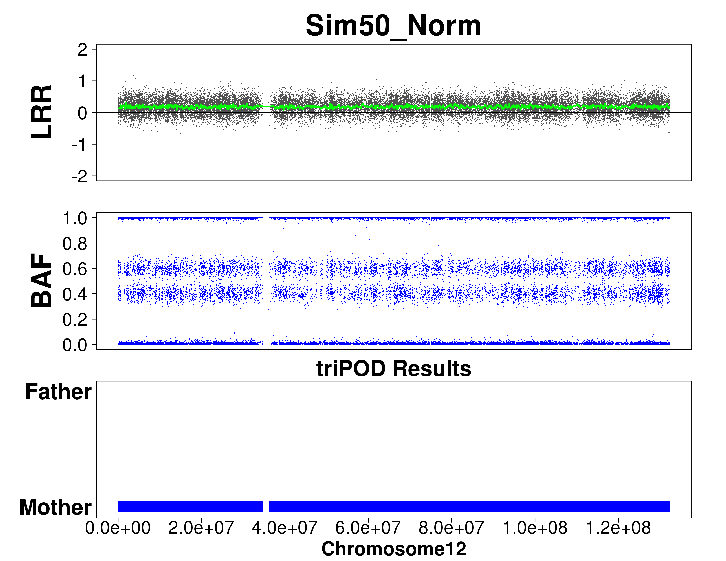 Sim50_Norm
LRR
2
1
0
-1
-2
BAF
1.0
0.8
0.6
0.4
0.2
0.0
triPOD Results
Father
Mother
0.0e+00 2.0e+07 4.0e+07 6.0e+07 8.0e+07 1.0e+08 1.2e+08
Chromosome12